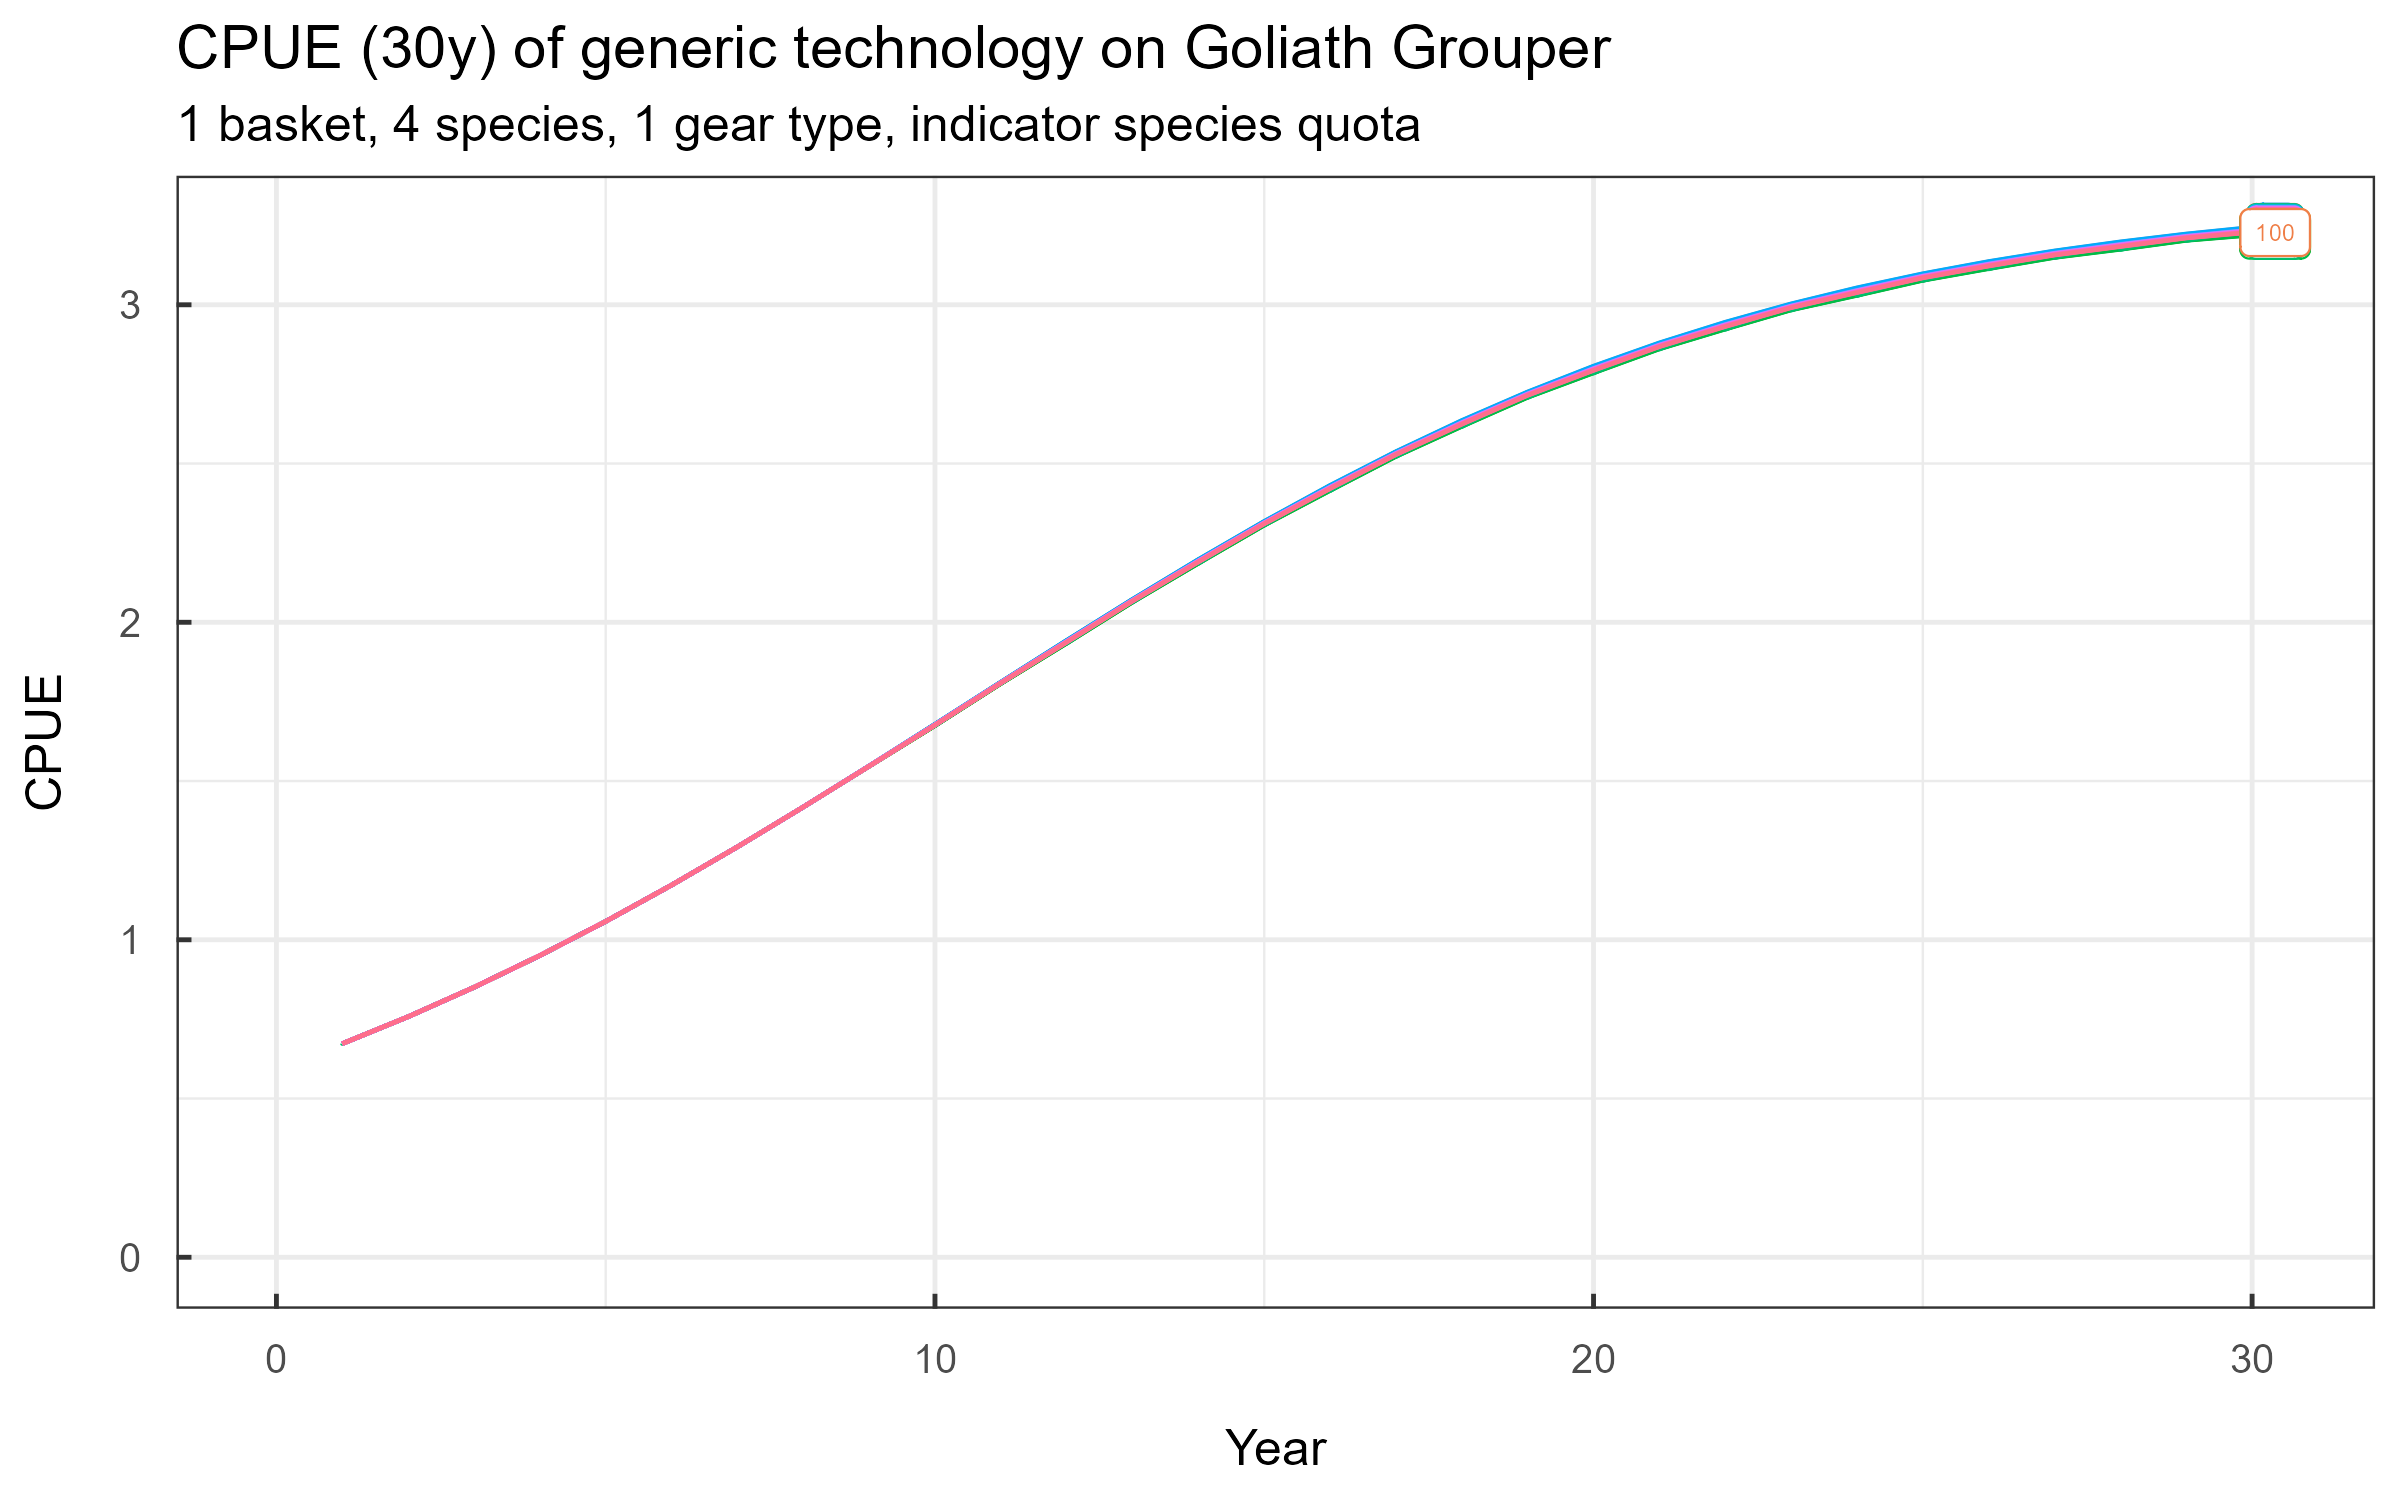 CPUE (30y) of generic technology on Goliath Grouper
1 basket, 4 species, 1 gear type, indicator species quota
100
3
2
1
0
CPUE
0 10 20 30
Year